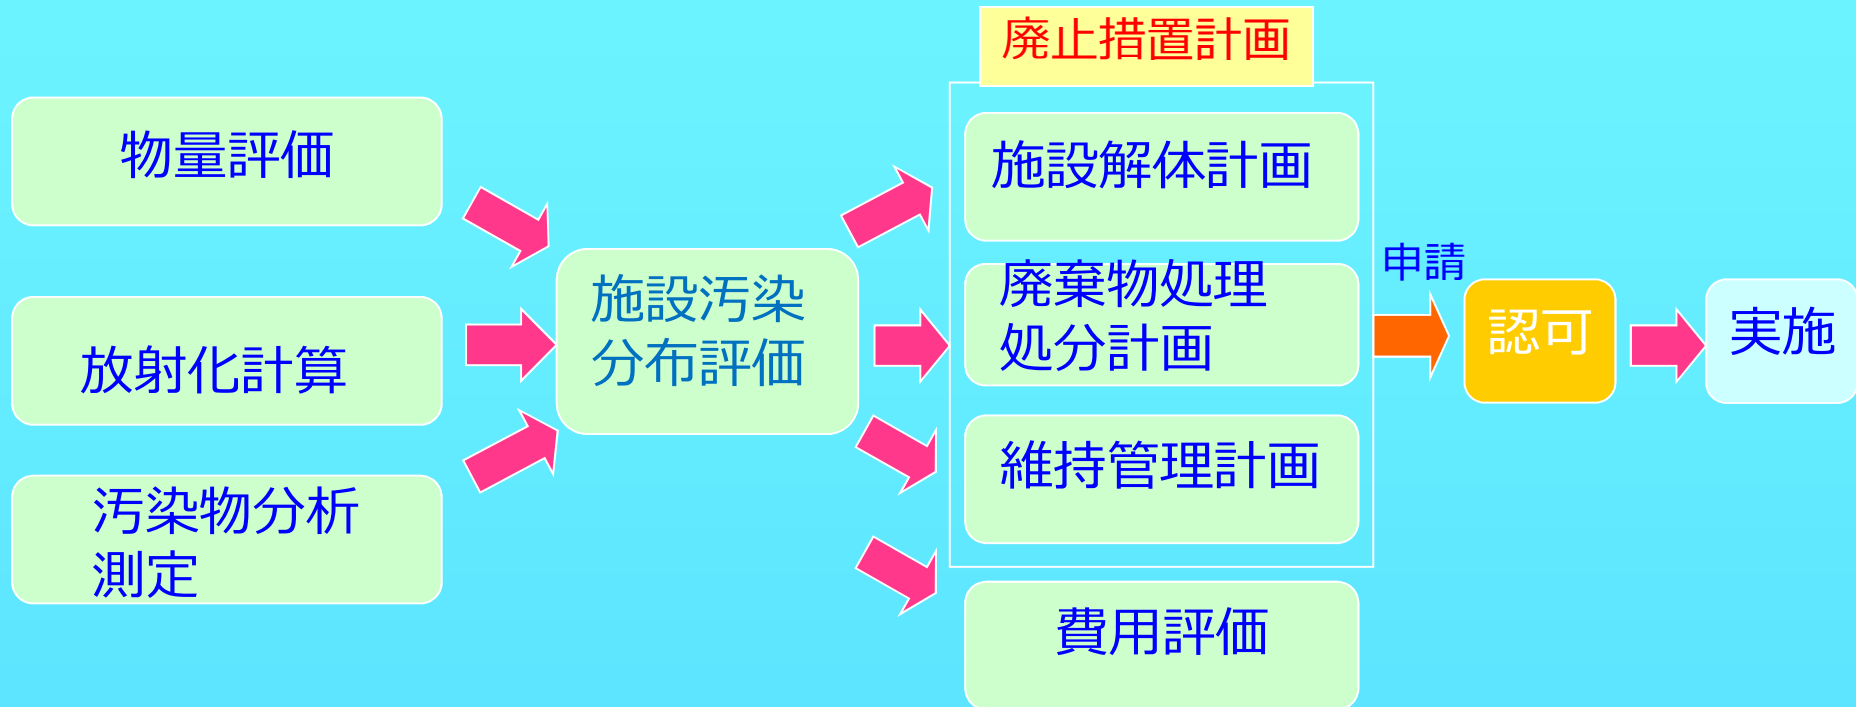 物量評価
放射化計算
汚染物分析
測定
施設汚染
分布評価
廃止措置計画
施設解体計画
廃棄物処理
処分計画
維持管理計画
費用評価
申請
認可
実施